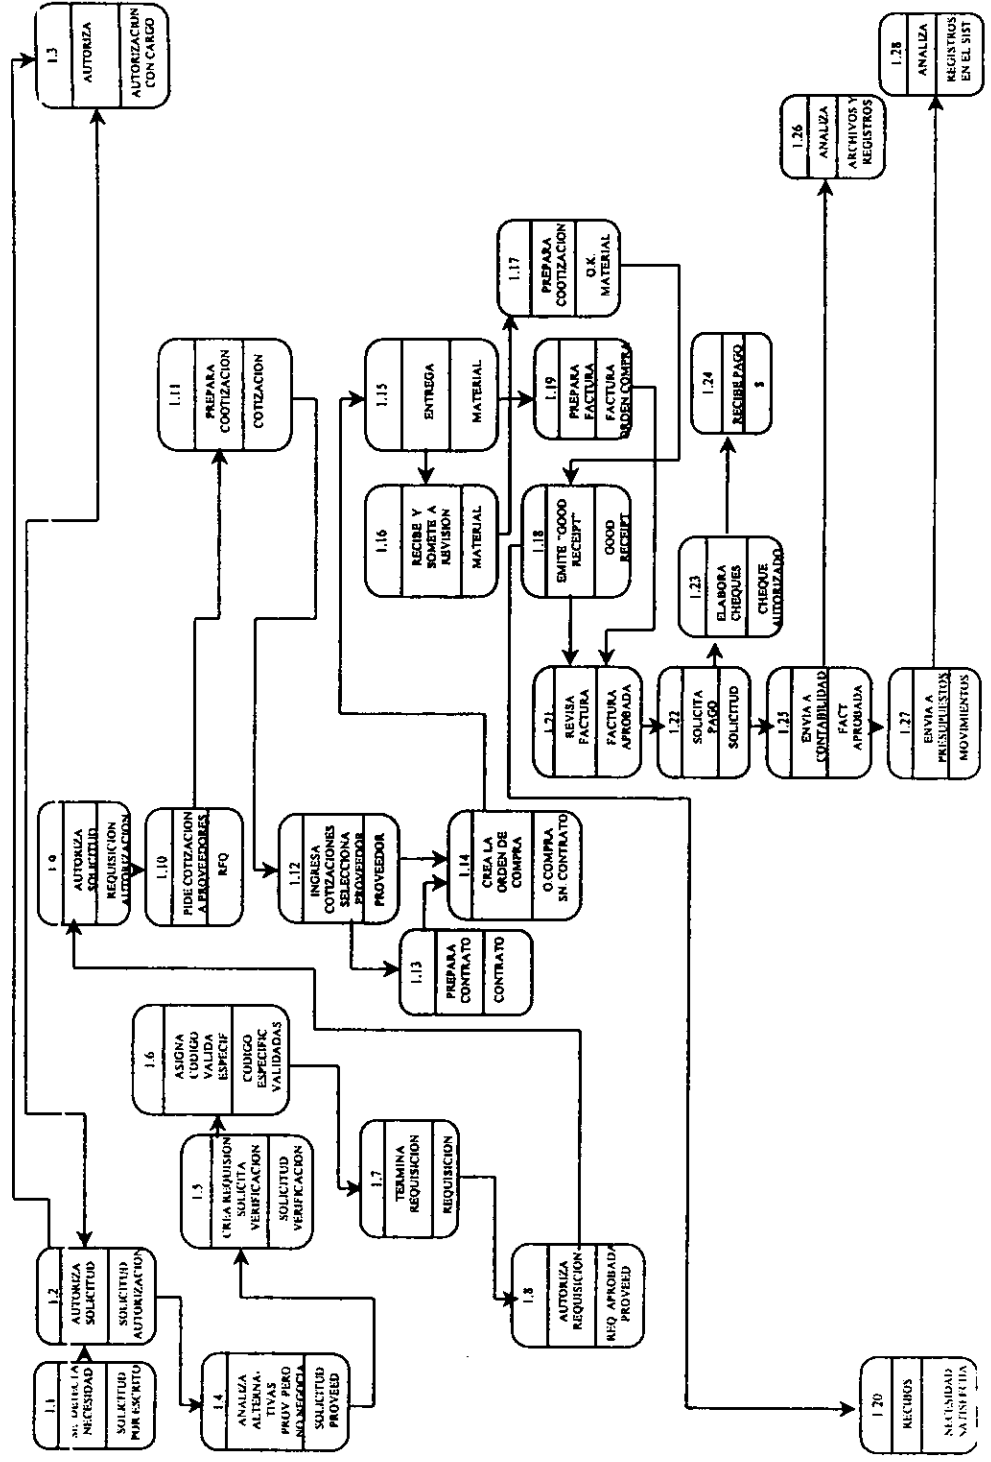 1.1
SE DETECTA
NECESIDAD
SOLICITUD
POR ESCRITO
1.2
AUTORIZA
SOLICITUD
SOLICITUD
AUTORIZACION
1.3
AUTORIZA
AUTORIZACION
CON CARGO
1.4
ANALIZA
ALTERNA-
TIVAS
PROV PERO
NO NEGOCIA
SOLICITUD
PROVEED
1.5
CREA REQUISION
SOLICITA
VERIFICACION
SOLICITUD
VERIFICACION
1.6
ASIGNA
CODIGO
VALIDA
ESPECIF
CODIGO
ESPECIFIC
VALIDADAS
1.7
TERMINA
REQUISICION
REQUISICION
1.8
AUTORIZA
REQUISICION
REQ APROBADA
PROVEED
1.9
AUTORIZA
SOLICITUD
REQUISICION
AUTORIZACION
1.10
PIDE COTIZACION
A PROVEEDORES
RFQ
1.11
PREPARA
COOTIZACION
COTIZACION
1.12
INGRESA
COTIZACIONES
SELECCIONA
PROVEEDOR
PROVEEDOR
1.13
PREPARA
CONTRATO
CONTRATO
1.14
CREA LA
ORDEN DE
COMPRA
O.COMPRA
SN. CONTRATO
1.15
ENTREGA
MATERIAL
1.16
RECIBE Y
SOMETE A
REVISION
MATERIAL
1.17
PREPARA
COOTIZACION
O.K.
MATERIAL
1.18
EMITE "GOOD
RECEIPT"
GOOD
RECEIPT
1.19
PREPARA
FACTURA
FACTURA
ORDEN COMPRA
1.20
RECIBOS
NECESIDAD
SATISFECHA
1.21
REVISA
FACTURA
FACTURA
APROBADA
1.22
SOLICITA
PAGO
SOLICITUD
1.23
ELABORA
CHEQUES
CHEQUE
AUTORIZADO
1.24
RECIBE PAGO
$
1.25
ENVIA A
CONTABILIDAD
FACT
APROBADA
1.26
ANALIZA
ARCHIVOS Y
REGISTROS
1.27
ENVIA A
PRESUPUESTOS
MOVIMIENTOS
1.28
ANALIZA
REGISTROS
EN EL SIST